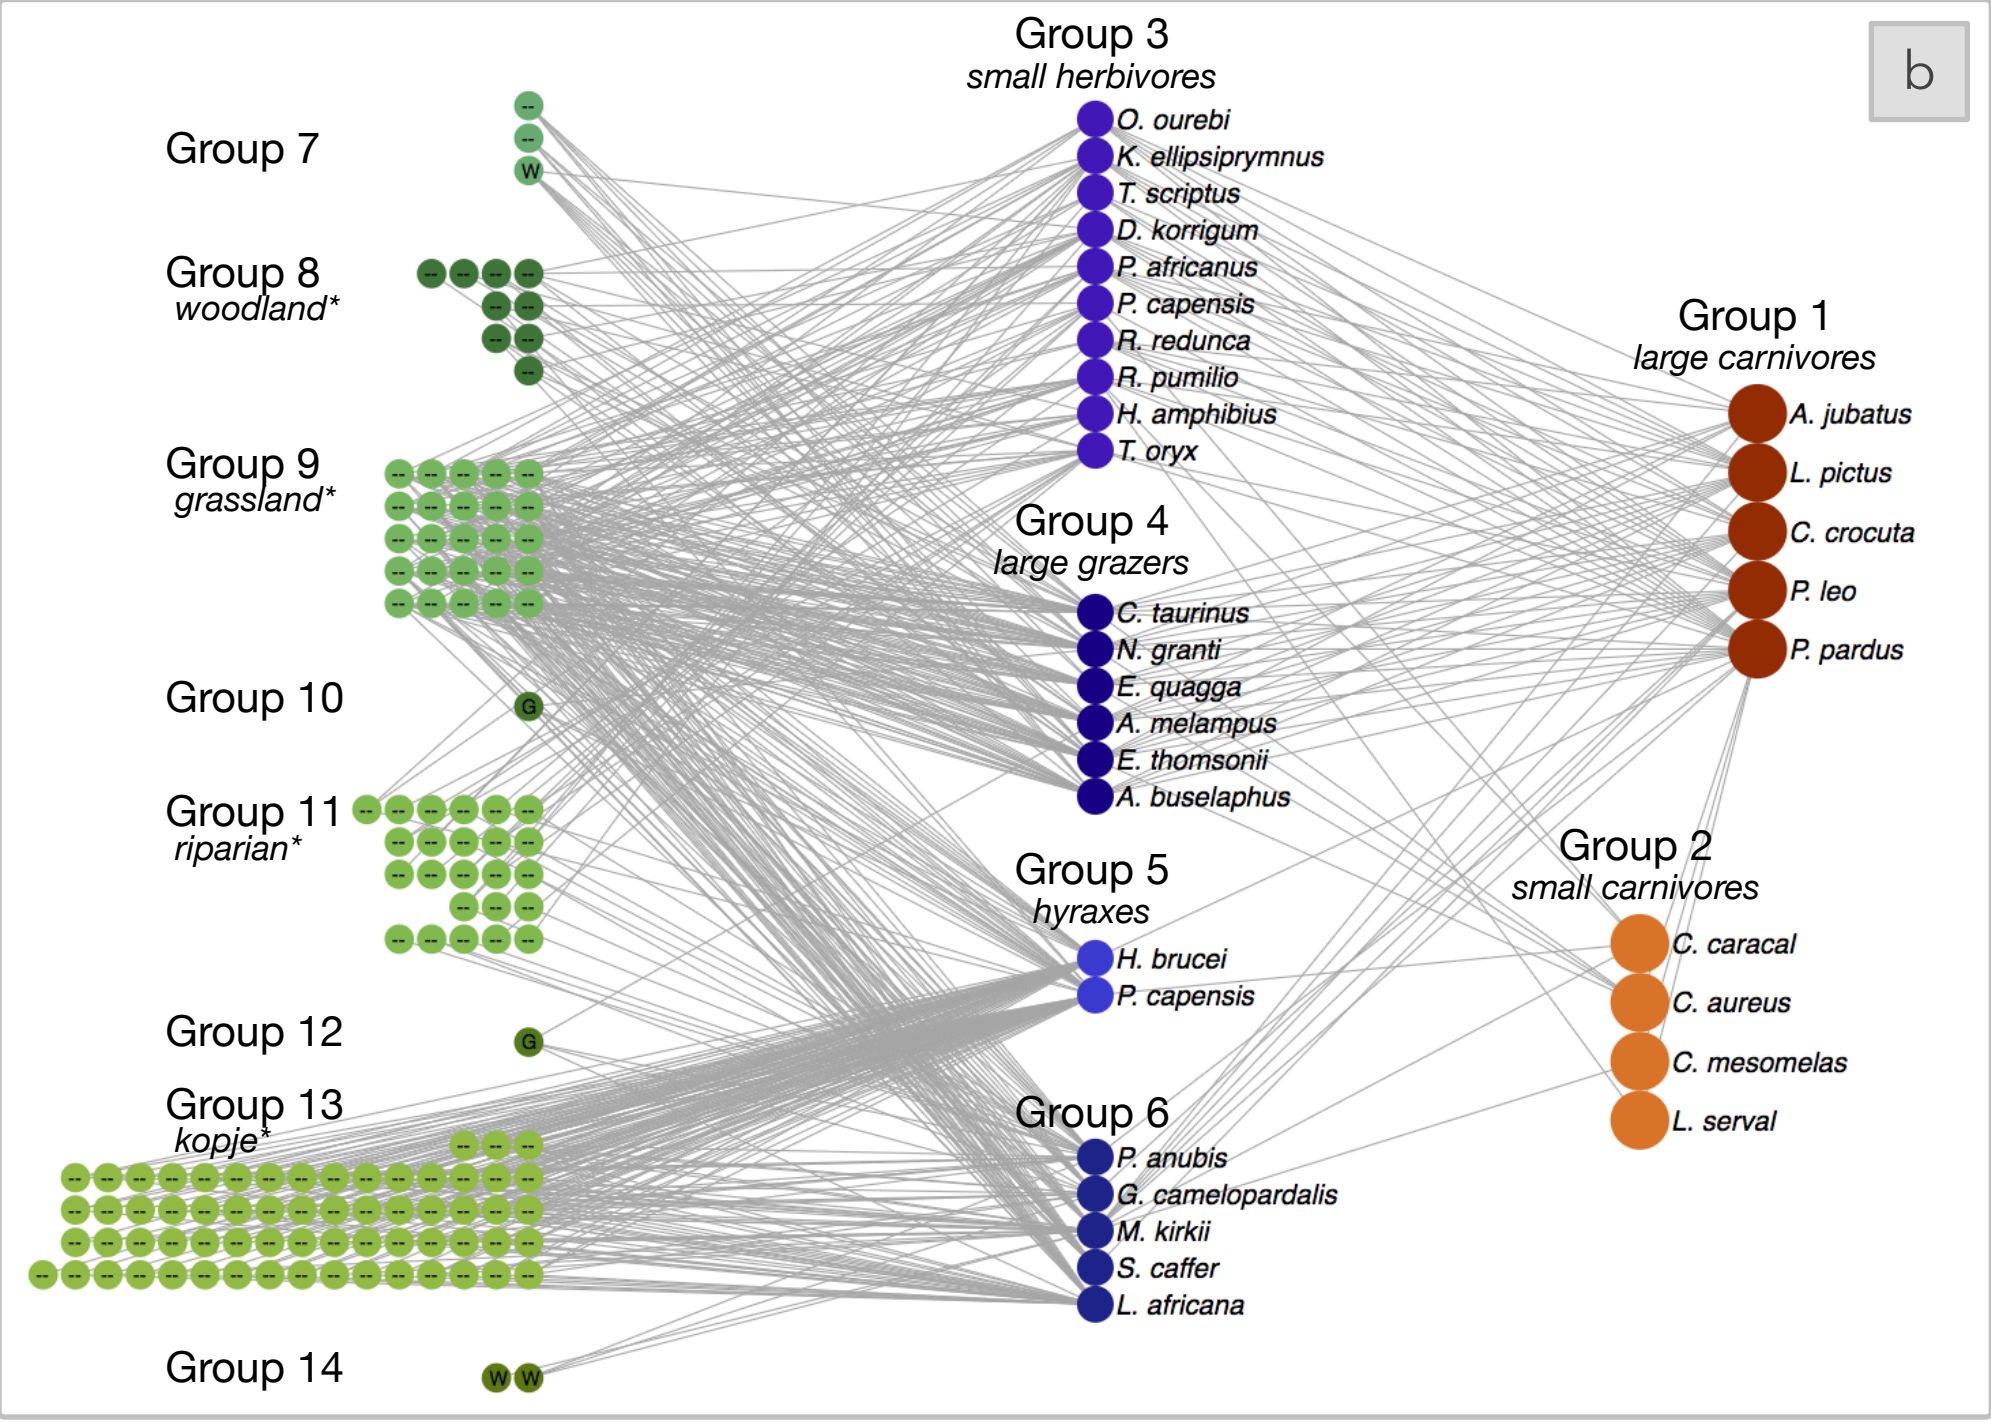 b
Group 7
--
--
W
Group 8
woodland*
-- -- -- --
-- --
-- --
--
Group 9
grassland*
-- -- -- -- --
-- -- -- -- --
-- -- -- -- --
-- -- -- -- --
-- -- -- -- --
Group 10
G
Group 11
riparian*
-- -- -- -- -- --
-- -- -- -- --
-- -- -- -- --
-- -- --
-- -- -- -- --
Group 12
G
Group 13
kopje*
-- -- --
-- -- -- -- -- -- -- -- -- -- -- -- -- -- --
-- -- -- -- -- -- -- -- -- -- -- -- -- -- --
-- -- -- -- -- -- -- -- -- -- -- -- -- -- --
-- -- -- -- -- -- -- -- -- -- -- -- -- -- -- --
Group 14
W W
Group 3
small herbivores
O. ourebi
K. ellipsiprymnus
T. scriptus
D. korrigum
P. africanus
P. capensis
R. redunca
R. pumilio
H. amphibius
T. oryx
Group 4
large grazers
C. taurinus
N. granti
E. quagga
A. melampus
E. thomsonii
A. buselaphus
Group 5
hyraxes
H. brucei
P. capensis
Group 6
P. anubis
G. camelopardalis
M. kirkii
S. caffer
L. africana
Group 1
large carnivores
A. jubatus
L. pictus
C. crocuta
P. leo
P. pardus
Group 2
small carnivores
C. caracal
C. aureus
C. mesomelas
L. serval